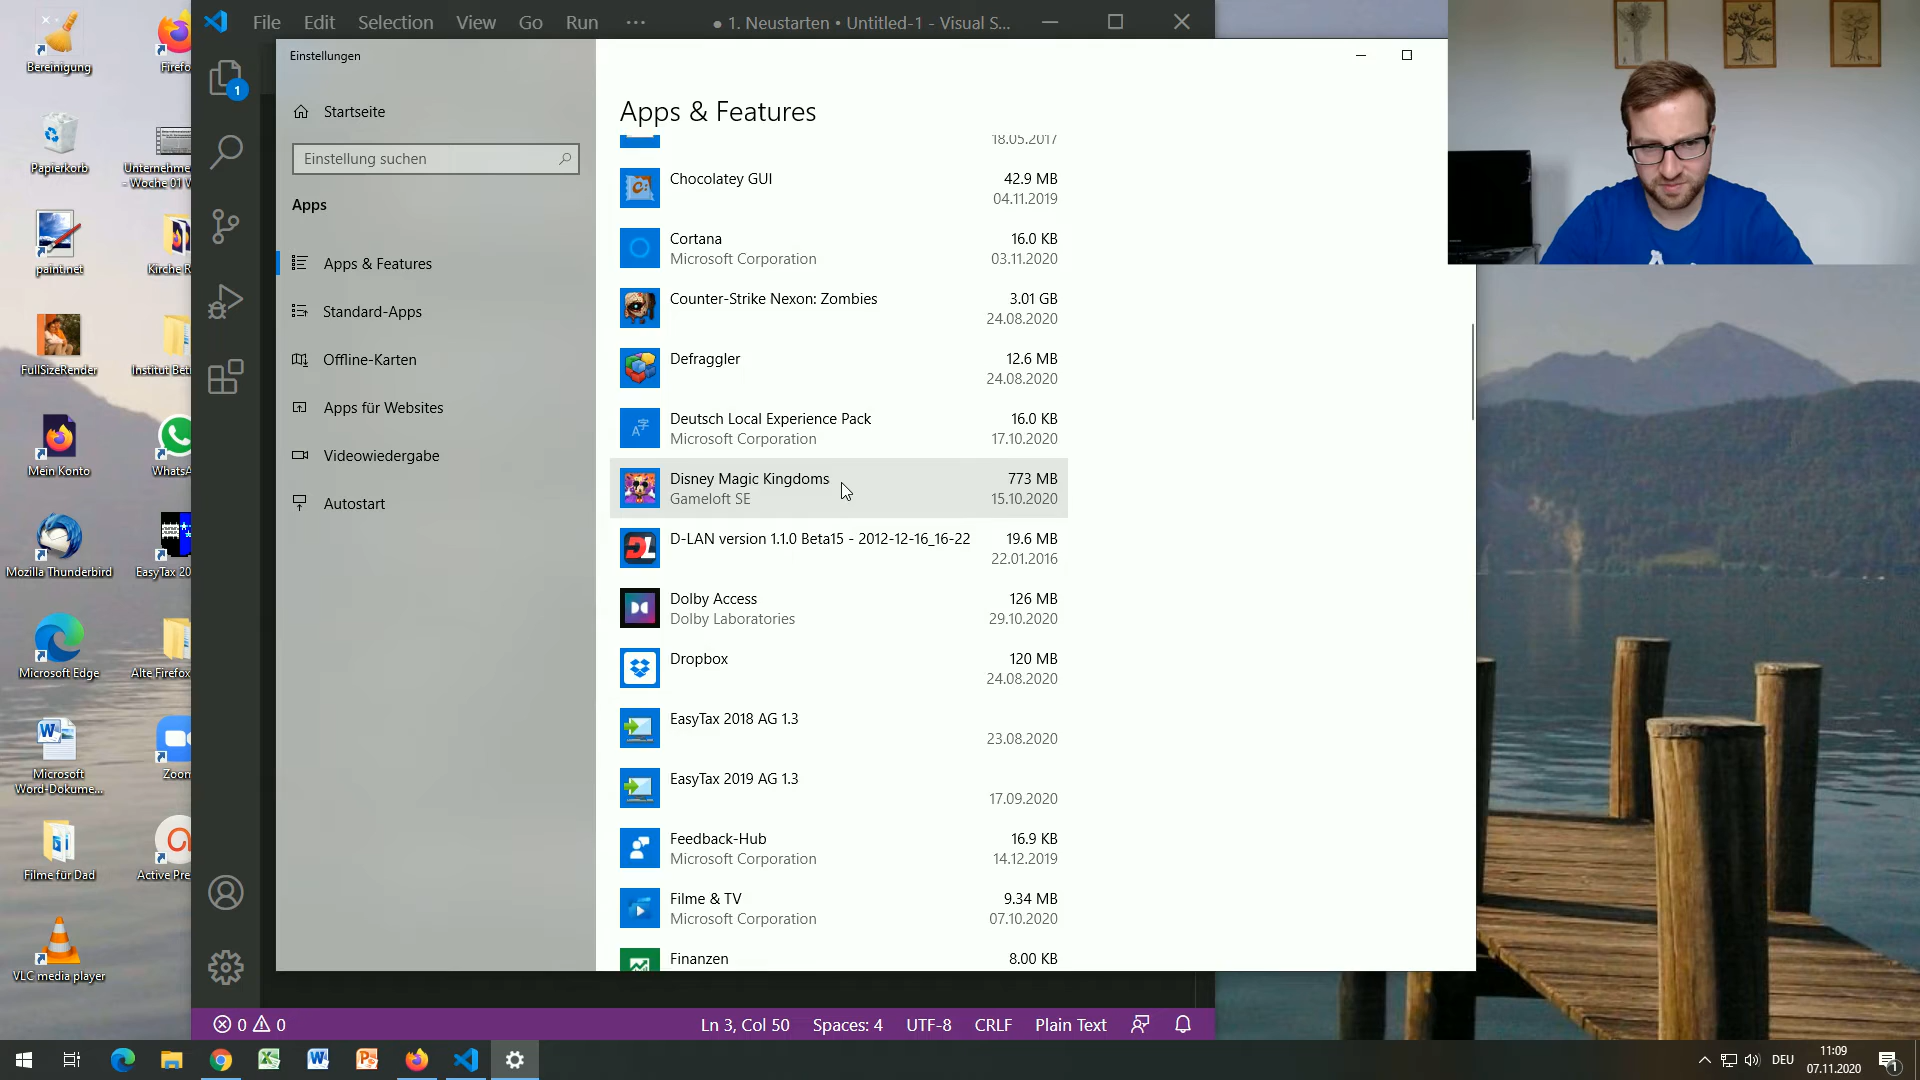 Bereinigung
Papierkorb
Unternehme...
- Woche 01 W
paint.net
Kirche R
FullSizeRender
Institut Bet
Mein Konto
WhatsA
Mozilla Thunderbird
EasyTax 20
Microsoft Edge
Alte Firefox
Microsoft
Word-Dokume...
Zoom
Filme für Dad
Active Pre
VLC media player
Firefo
File Edit Selection View Go Run ...
● 1. Neustarten • Untitled-1 - Visual S...
1
Einstellungen
Startseite
Einstellung suchen
Apps
Apps & Features
Standard-Apps
Offline-Karten
Apps für Websites
Videowiedergabe
Autostart
Apps & Features
18.05.2017
Chocolatey GUI 42.9 MB
04.11.2019
Cortana 16.0 KB
Microsoft Corporation 03.11.2020
Counter-Strike Nexon: Zombies 3.01 GB
24.08.2020
Defraggler 12.6 MB
24.08.2020
Deutsch Local Experience Pack 16.0 KB
Microsoft Corporation 17.10.2020
Disney Magic Kingdoms 773 MB
Gameloft SE 15.10.2020
D-LAN version 1.1.0 Beta15 - 2012-12-16_16-22 19.6 MB
22.01.2016
Dolby Access 126 MB
Dolby Laboratories 29.10.2020
Dropbox 120 MB
24.08.2020
EasyTax 2018 AG 1.3
23.08.2020
EasyTax 2019 AG 1.3
17.09.2020
Feedback-Hub 16.9 KB
Microsoft Corporation 14.12.2019
Filme & TV 9.34 MB
Microsoft Corporation 07.10.2020
Finanzen 8.00 KB
0 0
Ln 3, Col 50 Spaces: 4 UTF-8 CRLF Plain Text
DEU
11:09
07.11.2020
1